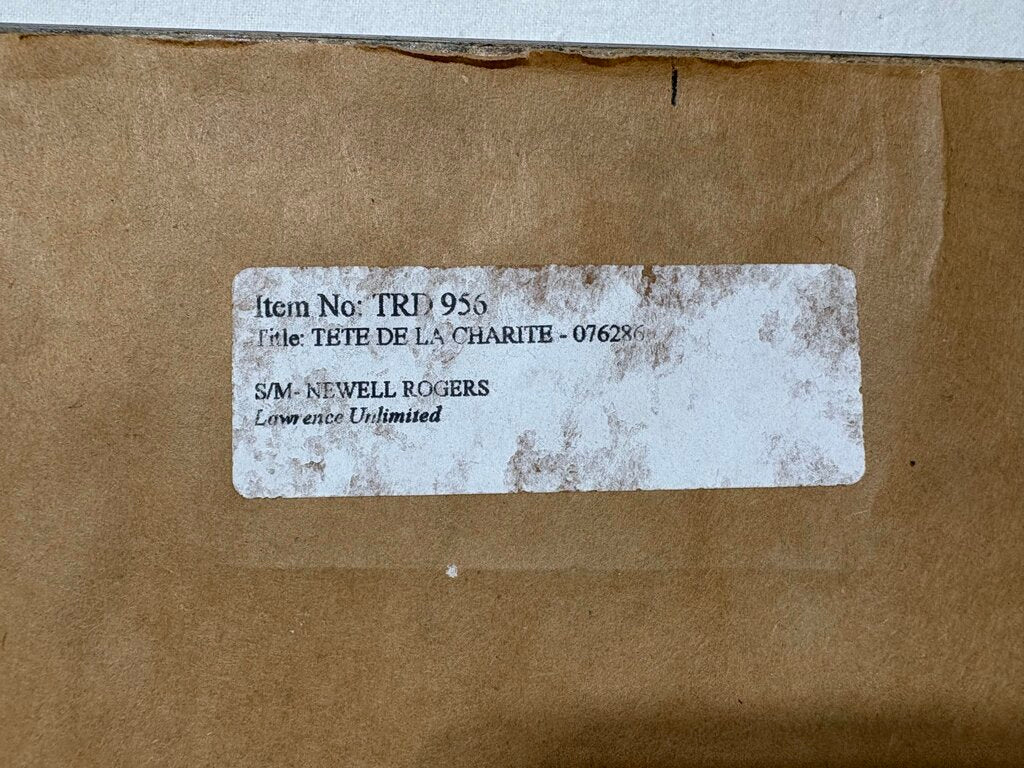 Item No: TRD 956
Title: TETE DE LA CHARITE - 076286
S/M- NEWELL ROGERS
Lawrence Unlimited